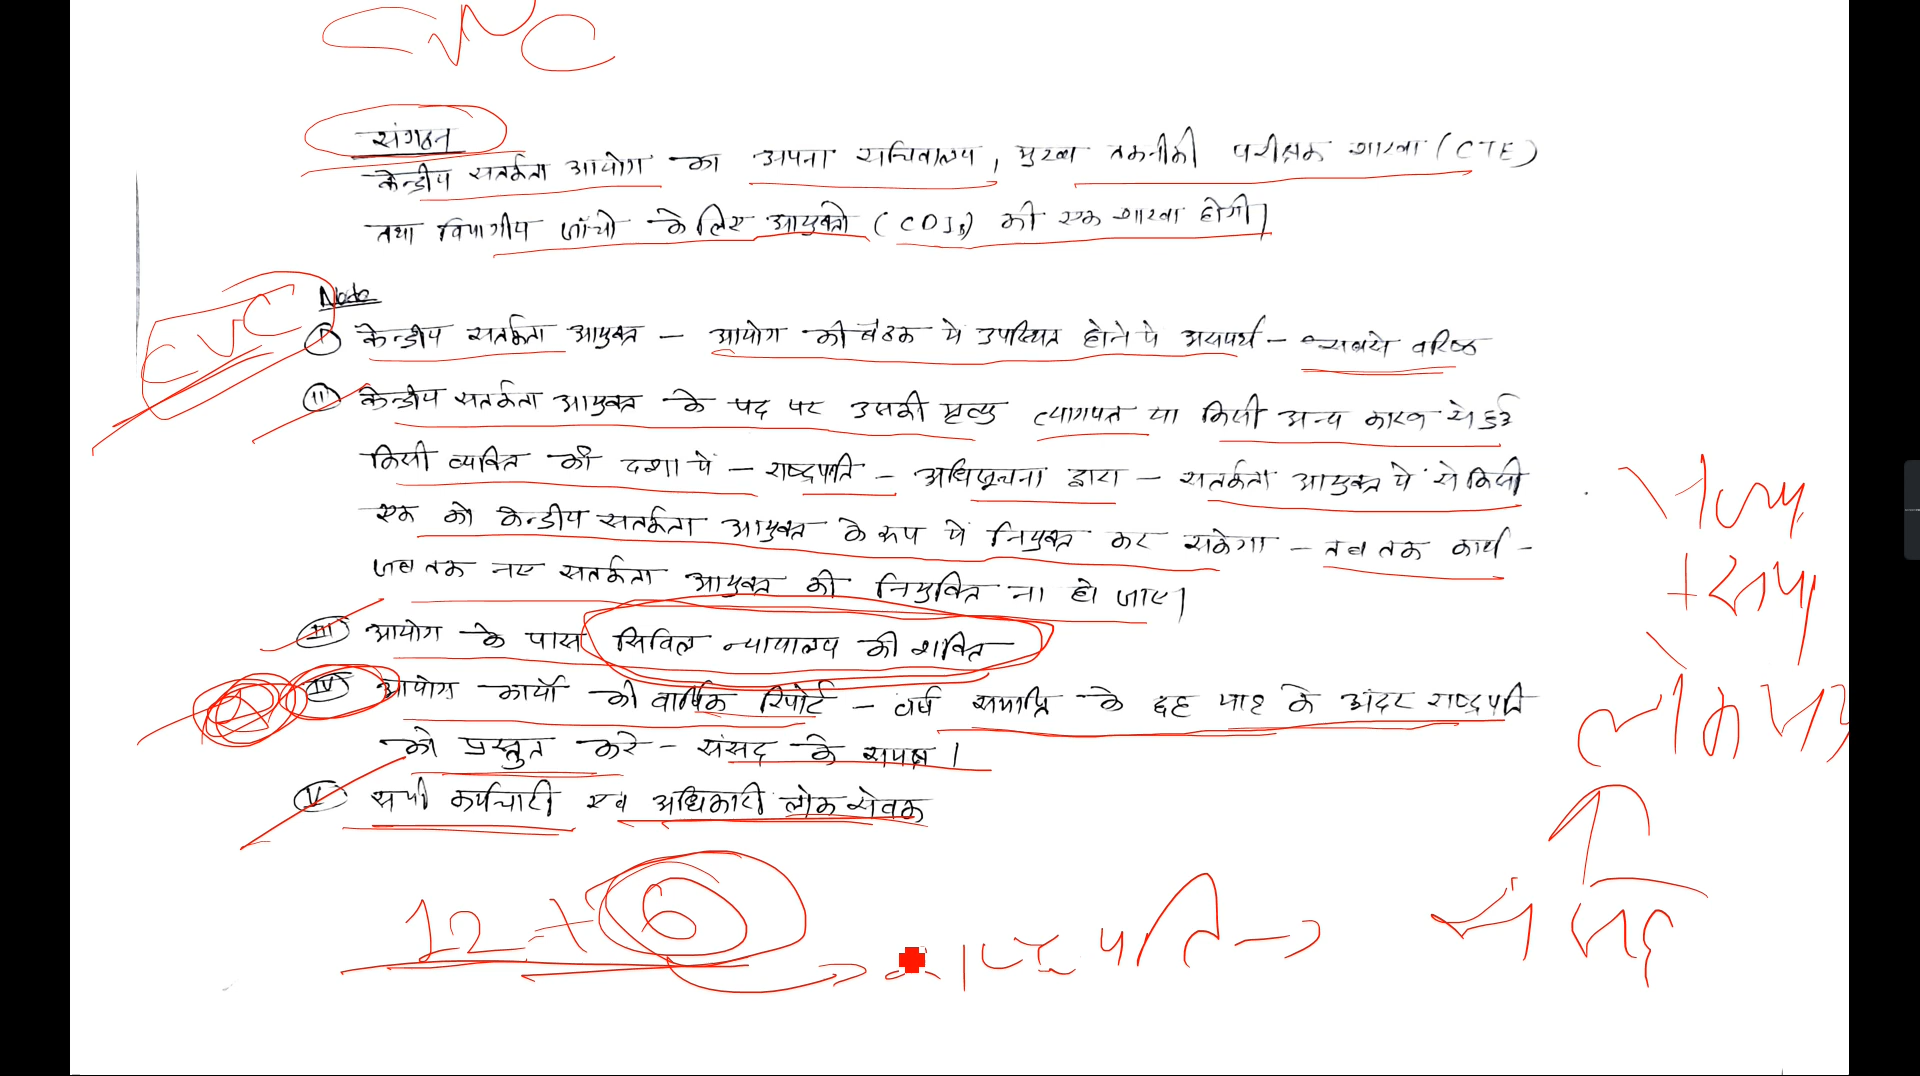 CVC
संगठन
केन्द्रीय सतर्कता आयोग का अपना सचिवालय, मुख्य तकनीकी परीक्षक शाखा (CTE)
तथा विभागीय जाँचो के लिए आयुक्तो (CDIs) की एक शाखा होगी।
Note
CVC
I केन्द्रीय सतर्कता आयुक्त – आयोग की बैठक मे उपस्थित होने मे असमर्थ – सबसे वरिष्ठ
II केन्द्रीय सतर्कता आयुक्त के पद पर उसकी मृत्यु त्यागपत्र या किसी अन्य कारण से हुई
किसी व्यक्ति की दशा मे – राष्ट्रपति – अधिसूचना द्वारा – सतर्कता आयुक्त मे से किसी
एक को केन्द्रीय सतर्कता आयुक्त के रूप मे नियुक्त कर सकेगा – तब तक कार्य –
जब तक नए सतर्कता आयुक्त की नियुक्ति ना हो जाए।
III आयोग के पास सिविल न्यायालय की शक्ति
IV आयोग कार्यो की वार्षिक रिपोर्ट – वर्ष समाप्ति के छह माह के अंदर राष्ट्रपति
को प्रस्तुत करे – संसद के समक्ष।
V सभी कर्मचारी एवं अधिकारी लोक सेवक
12 + 6
संसद